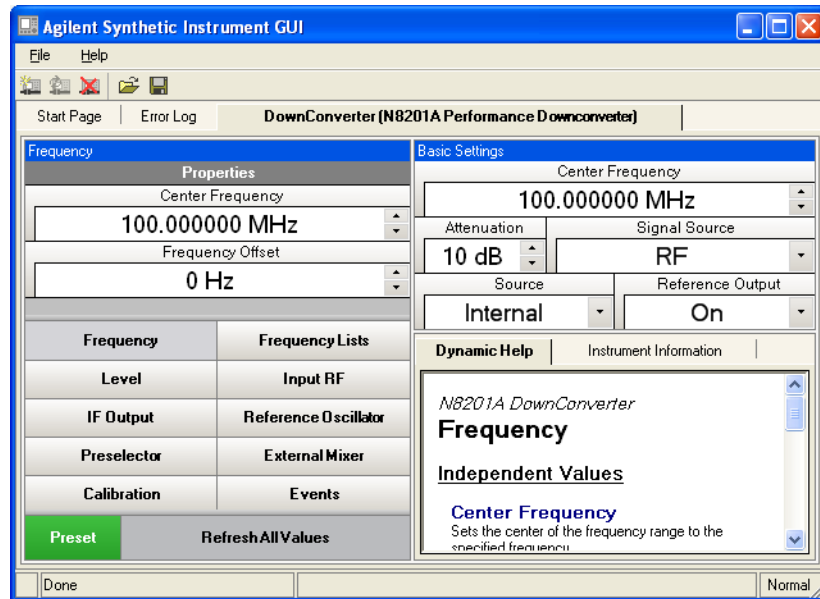 Agilent Synthetic Instrument GUI
File Help
Start Page Error Log DownConverter (N8201A Performance Downconverter)
Frequency
Properties
Center Frequency
100.000000 MHz
Frequency Offset
0 Hz
Frequency Frequency Lists
Level Input RF
IF Output Reference Oscillator
Preselector External Mixer
Calibration Events
Preset Refresh All Values
Basic Settings
Center Frequency
100.000000 MHz
Attenuation Signal Source
10 dB RF
Source Reference Output
Internal On
Dynamic Help Instrument Information
N8201A DownConverter
Frequency
Independent Values
Center Frequency
Sets the center of the frequency range to the
specified frequency
Done Normal